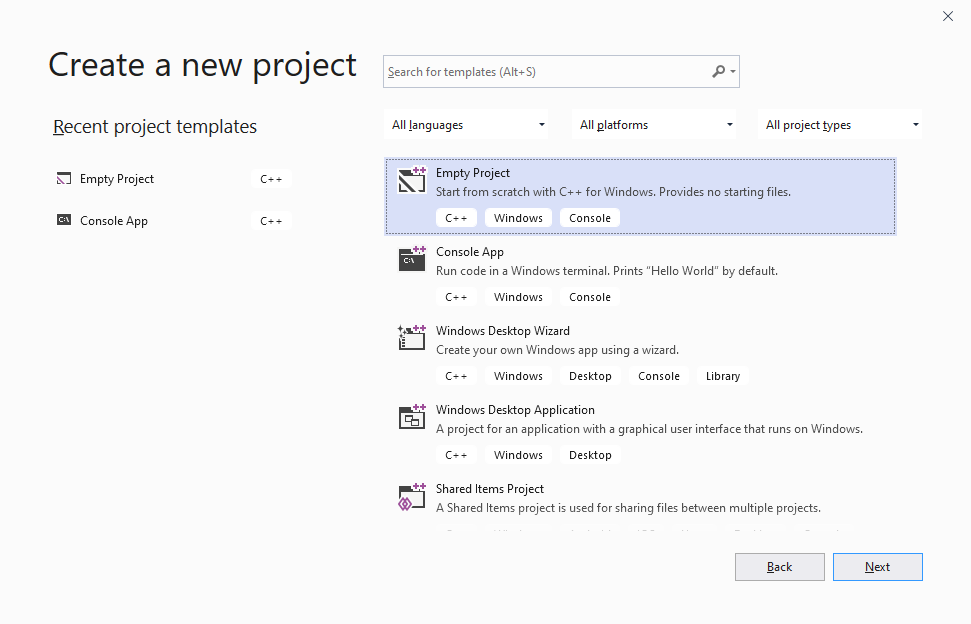 Create a new project
Search for templates (Alt+S)
Recent project templates
All languages
All platforms
All project types
Empty Project
C++
Console App
C++
Empty Project
Start from scratch with C++ for Windows. Provides no starting files.
C++ Windows Console
Console App
Run code in a Windows terminal. Prints "Hello World" by default.
C++ Windows Console
Windows Desktop Wizard
Create your own Windows app using a wizard.
C++ Windows Desktop Console Library
Windows Desktop Application
A project for an application with a graphical user interface that runs on Windows.
C++ Windows Desktop
Shared Items Project
A Shared Items project is used for sharing files between multiple projects.
Back
Next